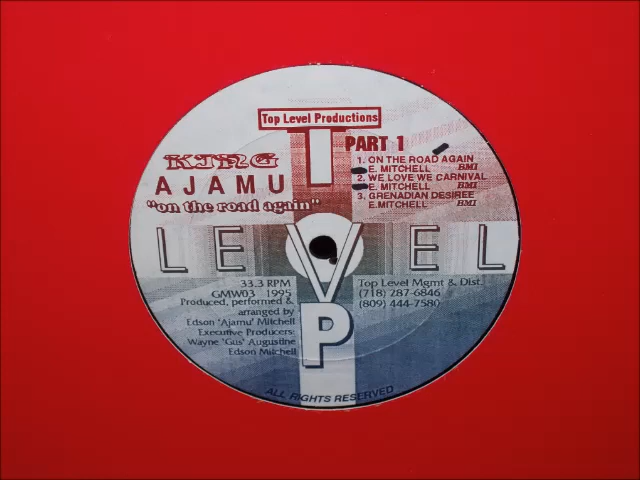 Top Level Productions
T
PART 1
KING
AJAMU
"on the road again"
1. ON THE ROAD AGAIN
E. MITCHELL BMI
2. WE LOVE WE CARNIVAL
E. MITCHELL BMI
3. GRENADIAN DESIREE
E.MITCHELL BMI
LEVEL
P
33.3 RPM
GMW03 1995
Produced, performed &
arranged by
Edson 'Ajamu' Mitchell
Executive Producers:
Wayne 'Gus' Augustine
Edson Mitchell
Top Level Mgmt & Dist.
(718) 787-6846
(809) 444-7580
ALL RIGHTS RESERVED